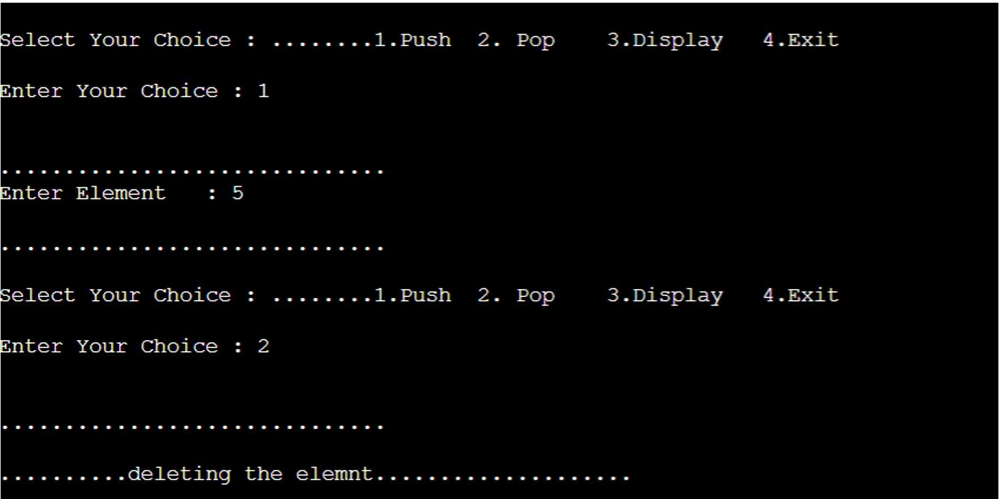 Select Your Choice : ........1.Push  2. Pop    3.Display   4.Exit
Enter Your Choice : 1
..............................
Enter Element   : 5
..............................
Select Your Choice : ........1.Push  2. Pop    3.Display   4.Exit
Enter Your Choice : 2
..............................
..........deleting the elemnt....................